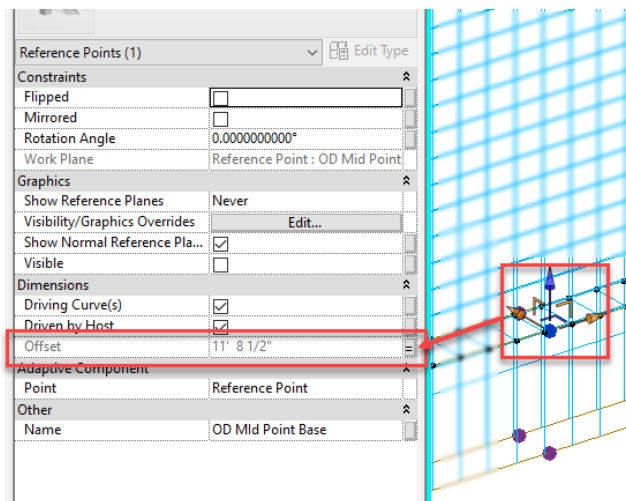 Reference Points (1)
Edit Type
Constraints
Flipped
Mirrored
Rotation Angle 0.0000000000°
Work Plane Reference Point : OD Mid Point
Graphics
Show Reference Planes Never
Visibility/Graphics Overrides Edit...
Show Normal Reference Pla...
Visible
Dimensions
Driving Curve(s)
Driven by Host
Offset 11' 8 1/2" =
Adaptive Component
Point Reference Point
Other
Name OD MId Point Base